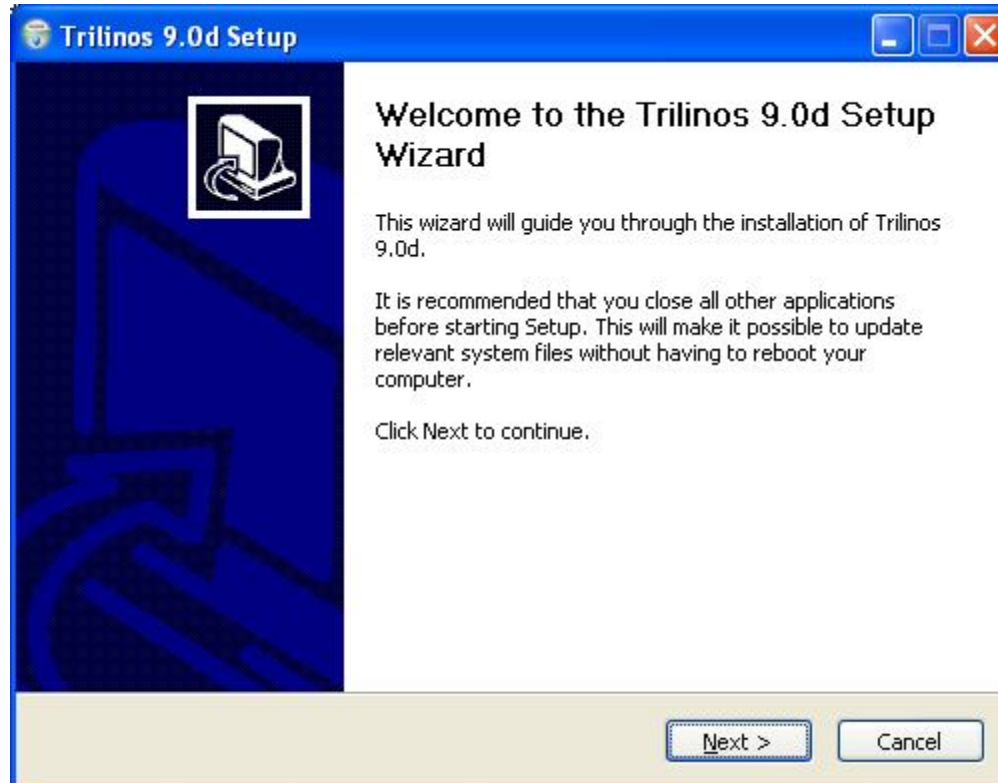 Trilinos 9.0d Setup
Welcome to the Trilinos 9.0d Setup
Wizard
This wizard will guide you through the installation of Trilinos
9.0d.
It is recommended that you close all other applications
before starting Setup. This will make it possible to update
relevant system files without having to reboot your
computer.
Click Next to continue.
Next >
Cancel